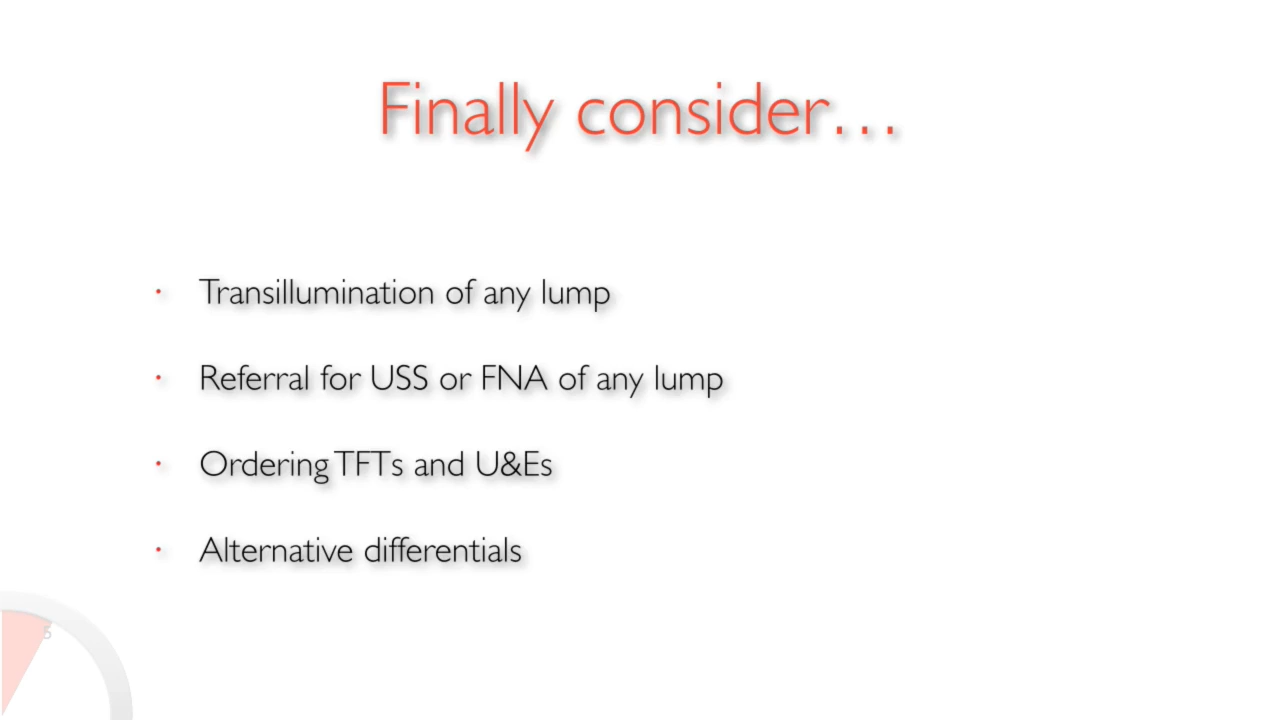 Finally consider…
· Transillumination of any lump
· Referral for USS or FNA of any lump
· Ordering TFTs and U&Es
· Alternative differentials
5